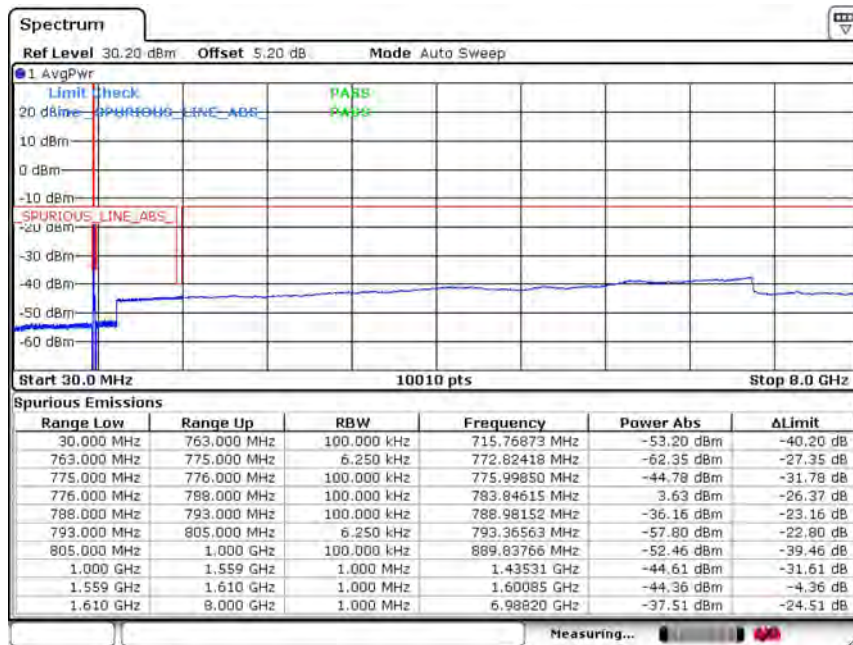 Spectrum
Ref Level 30.20 dBm Offset 5.20 dB Mode Auto Sweep
1 AvgPwr
Limit Check PASS
20 dBm Line _SPURIOUS_LINE_ABS_ PASS
10 dBm
0 dBm
-10 dBm
_SPURIOUS_LINE_ABS_
-20 dBm
-30 dBm
-40 dBm
-50 dBm
-60 dBm
Start 30.0 MHz 10010 pts Stop 8.0 GHz
Spurious Emissions
Range Low Range Up RBW Frequency Power Abs ΔLimit
30.000 MHz 763.000 MHz 100.000 kHz 715.76873 MHz -53.20 dBm -40.20 dB
763.000 MHz 775.000 MHz 6.250 kHz 772.82418 MHz -62.35 dBm -27.35 dB
775.000 MHz 776.000 MHz 100.000 kHz 775.99850 MHz -44.78 dBm -31.78 dB
776.000 MHz 788.000 MHz 100.000 kHz 783.84615 MHz 3.63 dBm -26.37 dB
788.000 MHz 793.000 MHz 100.000 kHz 788.98152 MHz -36.16 dBm -23.16 dB
793.000 MHz 805.000 MHz 6.250 kHz 793.36563 MHz -57.80 dBm -22.80 dB
805.000 MHz 1.000 GHz 100.000 kHz 889.83766 MHz -52.46 dBm -39.46 dB
1.000 GHz 1.559 GHz 1.000 MHz 1.43531 GHz -44.61 dBm -31.61 dB
1.559 GHz 1.610 GHz 1.000 MHz 1.60085 GHz -44.36 dBm -4.36 dB
1.610 GHz 8.000 GHz 1.000 MHz 6.98820 GHz -37.51 dBm -24.51 dB
Measuring...